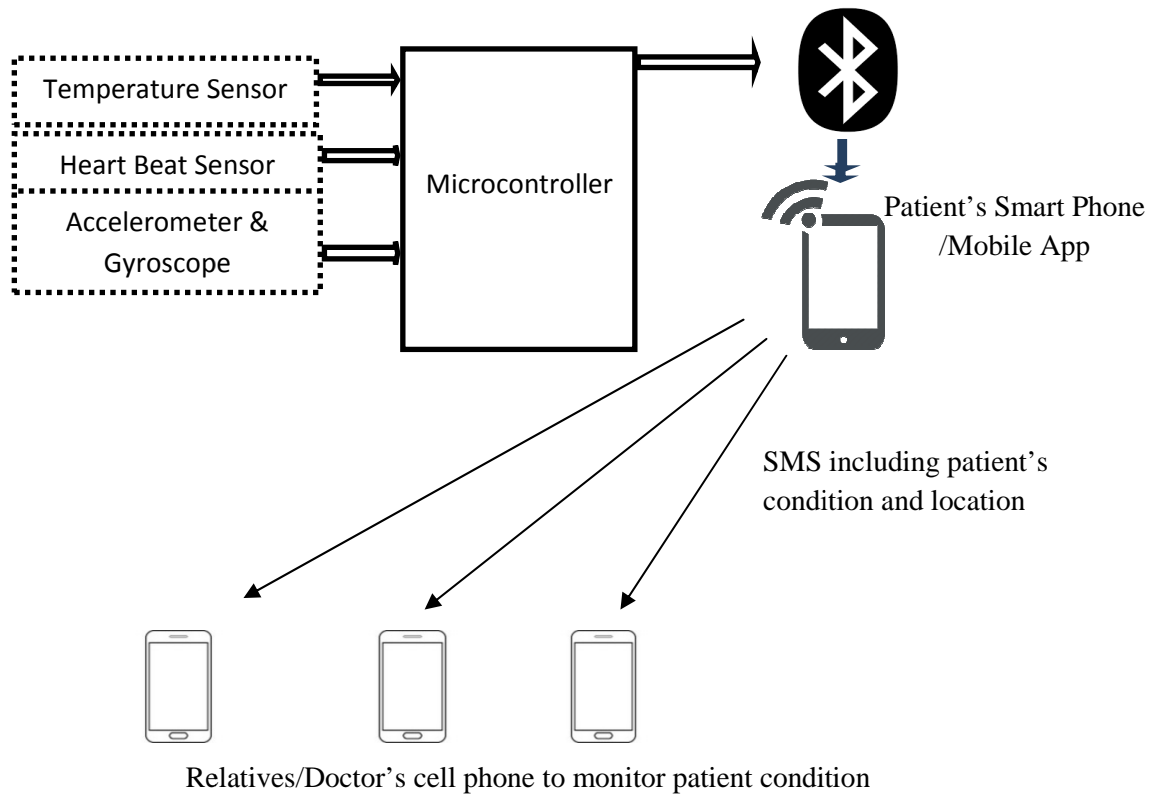 Temperature Sensor
Heart Beat Sensor
Accelerometer &
Gyroscope
Microcontroller
Patient’s Smart Phone
/Mobile App
SMS including patient’s
condition and location
Relatives/Doctor’s cell phone to monitor patient condition